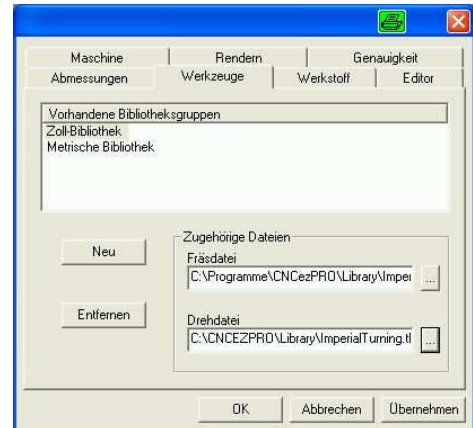 Maschine Rendern Genauigkeit
Abmessungen Werkzeuge Werkstoff Editor
Vorhandene Bibliotheksgruppen
Zoll-Bibliothek
Metrische Bibliothek
Neu
Entfernen
Zugehörige Dateien
Fräsdatei
C:\Programme\CNCezPRO\Library\Imper
...
Drehdatei
C:\CNCEZPRO\Library\ImperialTurning.tl
...
OK Abbrechen Übernehmen